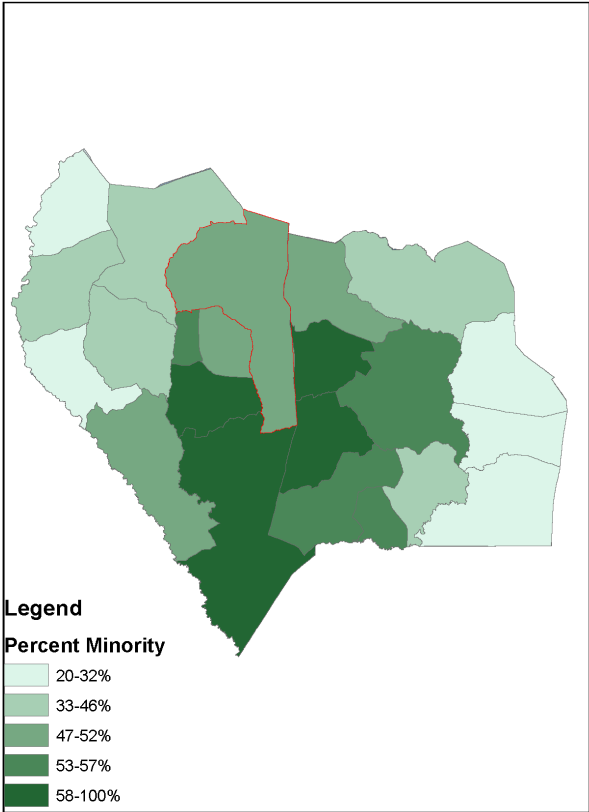 Legend
Percent Minority
20-32%
33-46%
47-52%
53-57%
58-100%